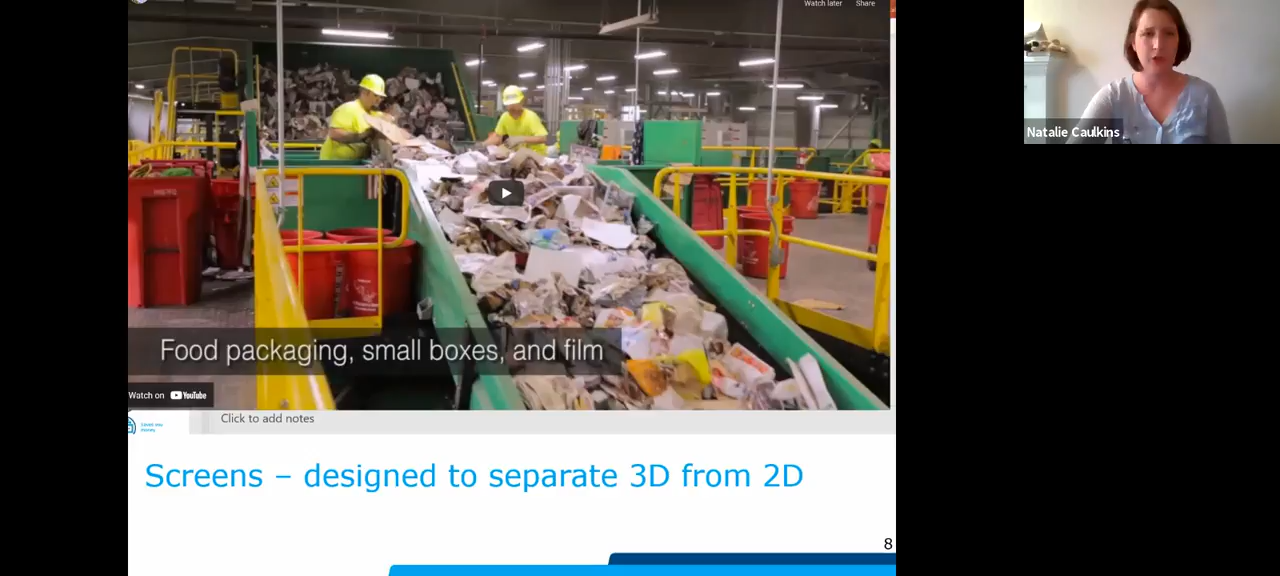 Watch later Share
Natalie Caulkins
Food packaging, small boxes, and film
Watch on YouTube
Click to add notes
Screens – designed to separate 3D from 2D
8